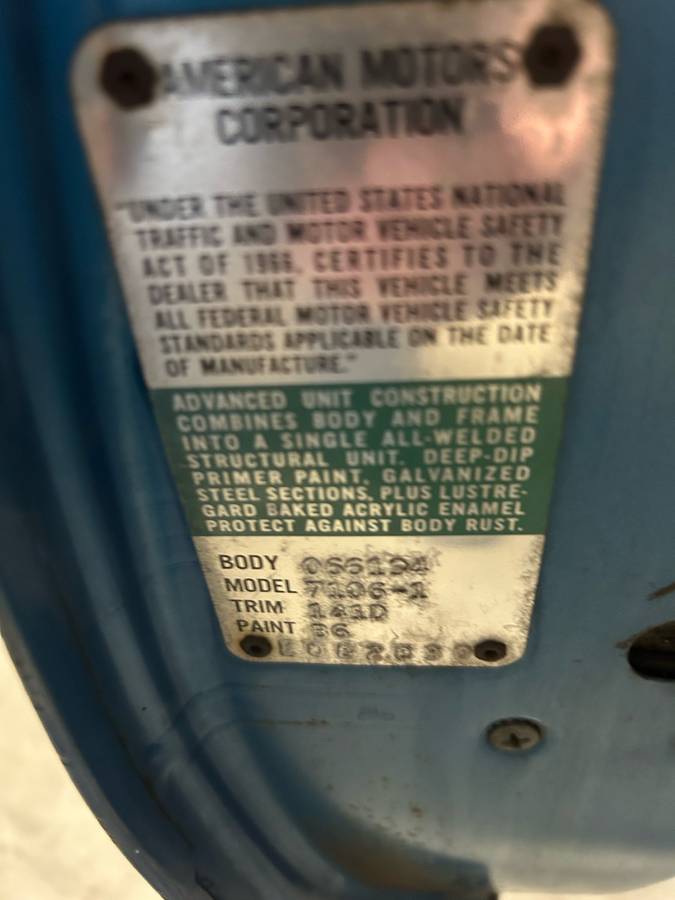 AMERICAN MOTORS
CORPORATION
"UNDER THE UNITED STATES NATIONAL
TRAFFIC AND MOTOR VEHICLE SAFETY
ACT OF 1966, CERTIFIES TO THE
DEALER THAT THIS VEHICLE MEETS
ALL FEDERAL MOTOR VEHICLE SAFETY
STANDARDS APPLICABLE ON THE DATE
OF MANUFACTURE."
ADVANCED UNIT CONSTRUCTION
COMBINES BODY AND FRAME
INTO A SINGLE ALL-WELDED
STRUCTURAL UNIT. DEEP-DIP
PRIMER PAINT, GALVANIZED
STEEL SECTIONS, PLUS LUSTRE-
GARD BAKED ACRYLIC ENAMEL
PROTECT AGAINST BODY RUST.
BODY
MODEL 7106-1
TRIM 141D
PAINT B6